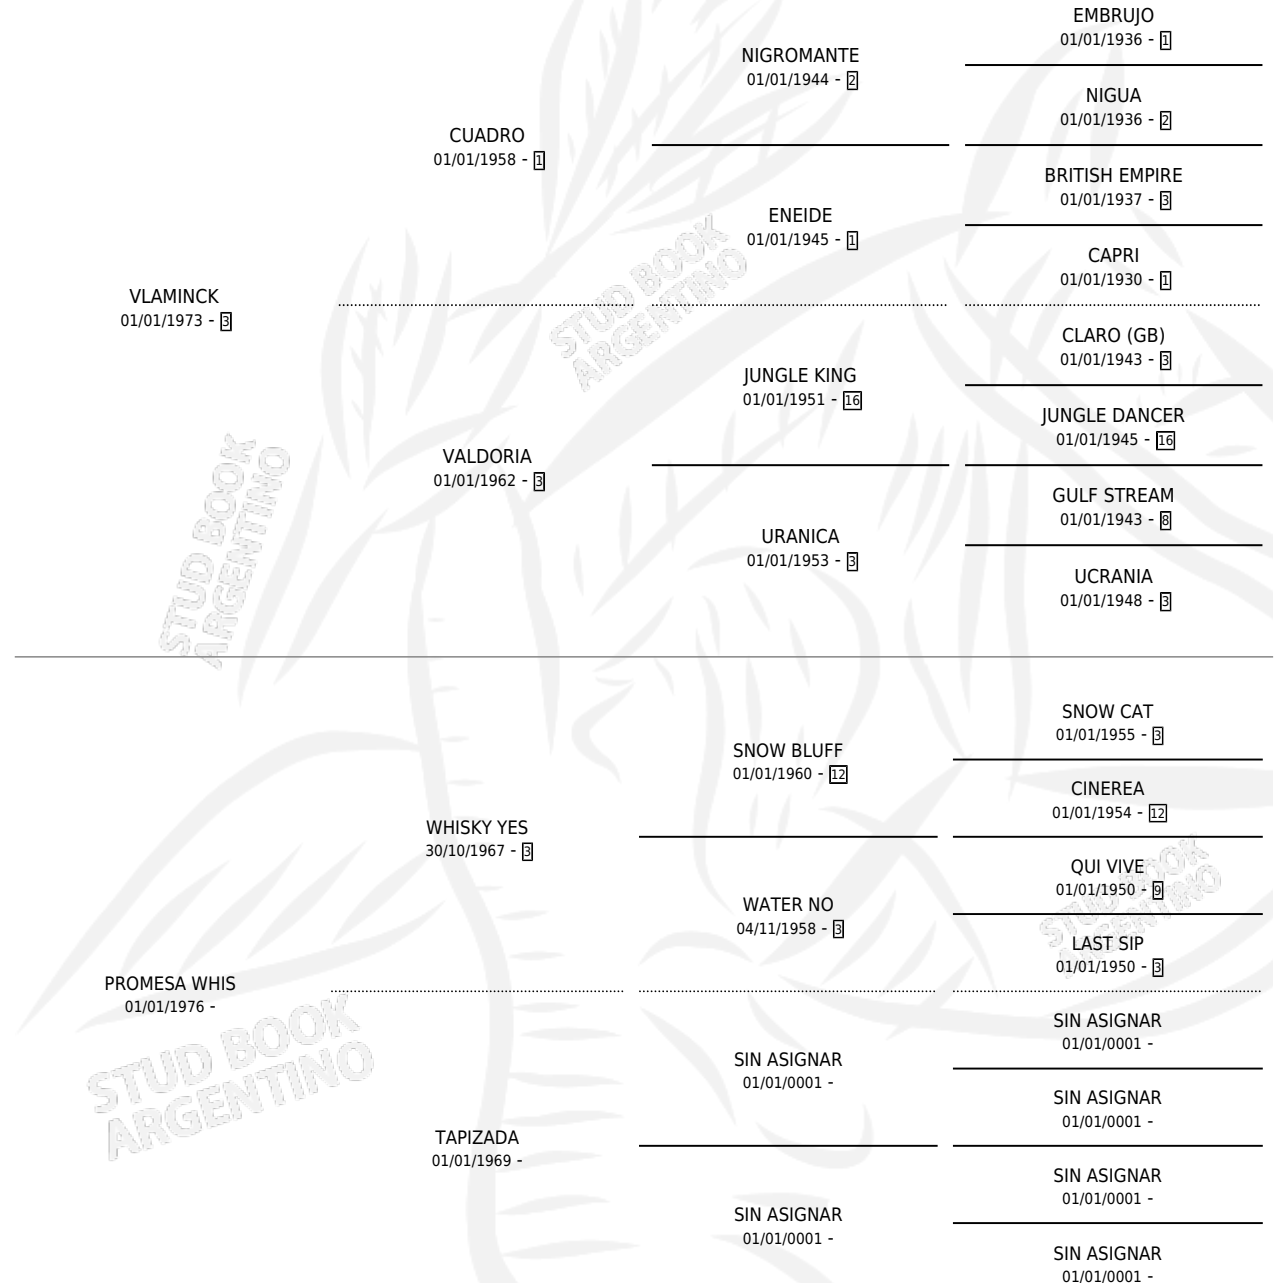 EMBRUJO
01/01/1936 - 1
NIGROMANTE
01/01/1944 - 2
NIGUA
01/01/1936 - 2
CUADRO
01/01/1958 - 1
BRITISH EMPIRE
01/01/1937 - 3
ENEIDE
01/01/1945 - 1
CAPRI
01/01/1930 - 1
VLAMINCK
01/01/1973 - 3
CLARO (GB)
01/01/1943 - 3
JUNGLE KING
01/01/1951 - 16
JUNGLE DANCER
01/01/1945 - 16
VALDORIA
01/01/1962 - 3
GULF STREAM
01/01/1943 - 8
URANICA
01/01/1953 - 3
UCRANIA
01/01/1948 - 3
SNOW CAT
01/01/1955 - 3
SNOW BLUFF
01/01/1960 - 12
CINEREA
01/01/1954 - 12
WHISKY YES
30/10/1967 - 3
QUI VIVE
01/01/1950 - 9
WATER NO
04/11/1958 - 3
LAST SIP
01/01/1950 - 3
PROMESA WHIS
01/01/1976 -
SIN ASIGNAR
01/01/0001 -
SIN ASIGNAR
01/01/0001 -
SIN ASIGNAR
01/01/0001 -
TAPIZADA
01/01/1969 -
SIN ASIGNAR
01/01/0001 -
SIN ASIGNAR
01/01/0001 -
SIN ASIGNAR
01/01/0001 -
STUD BOOK
ARGENTINO
STUD BOOK
ARGENTINO
STUD BOOK
ARGENTINO
STUD BOOK
ARGENTINO